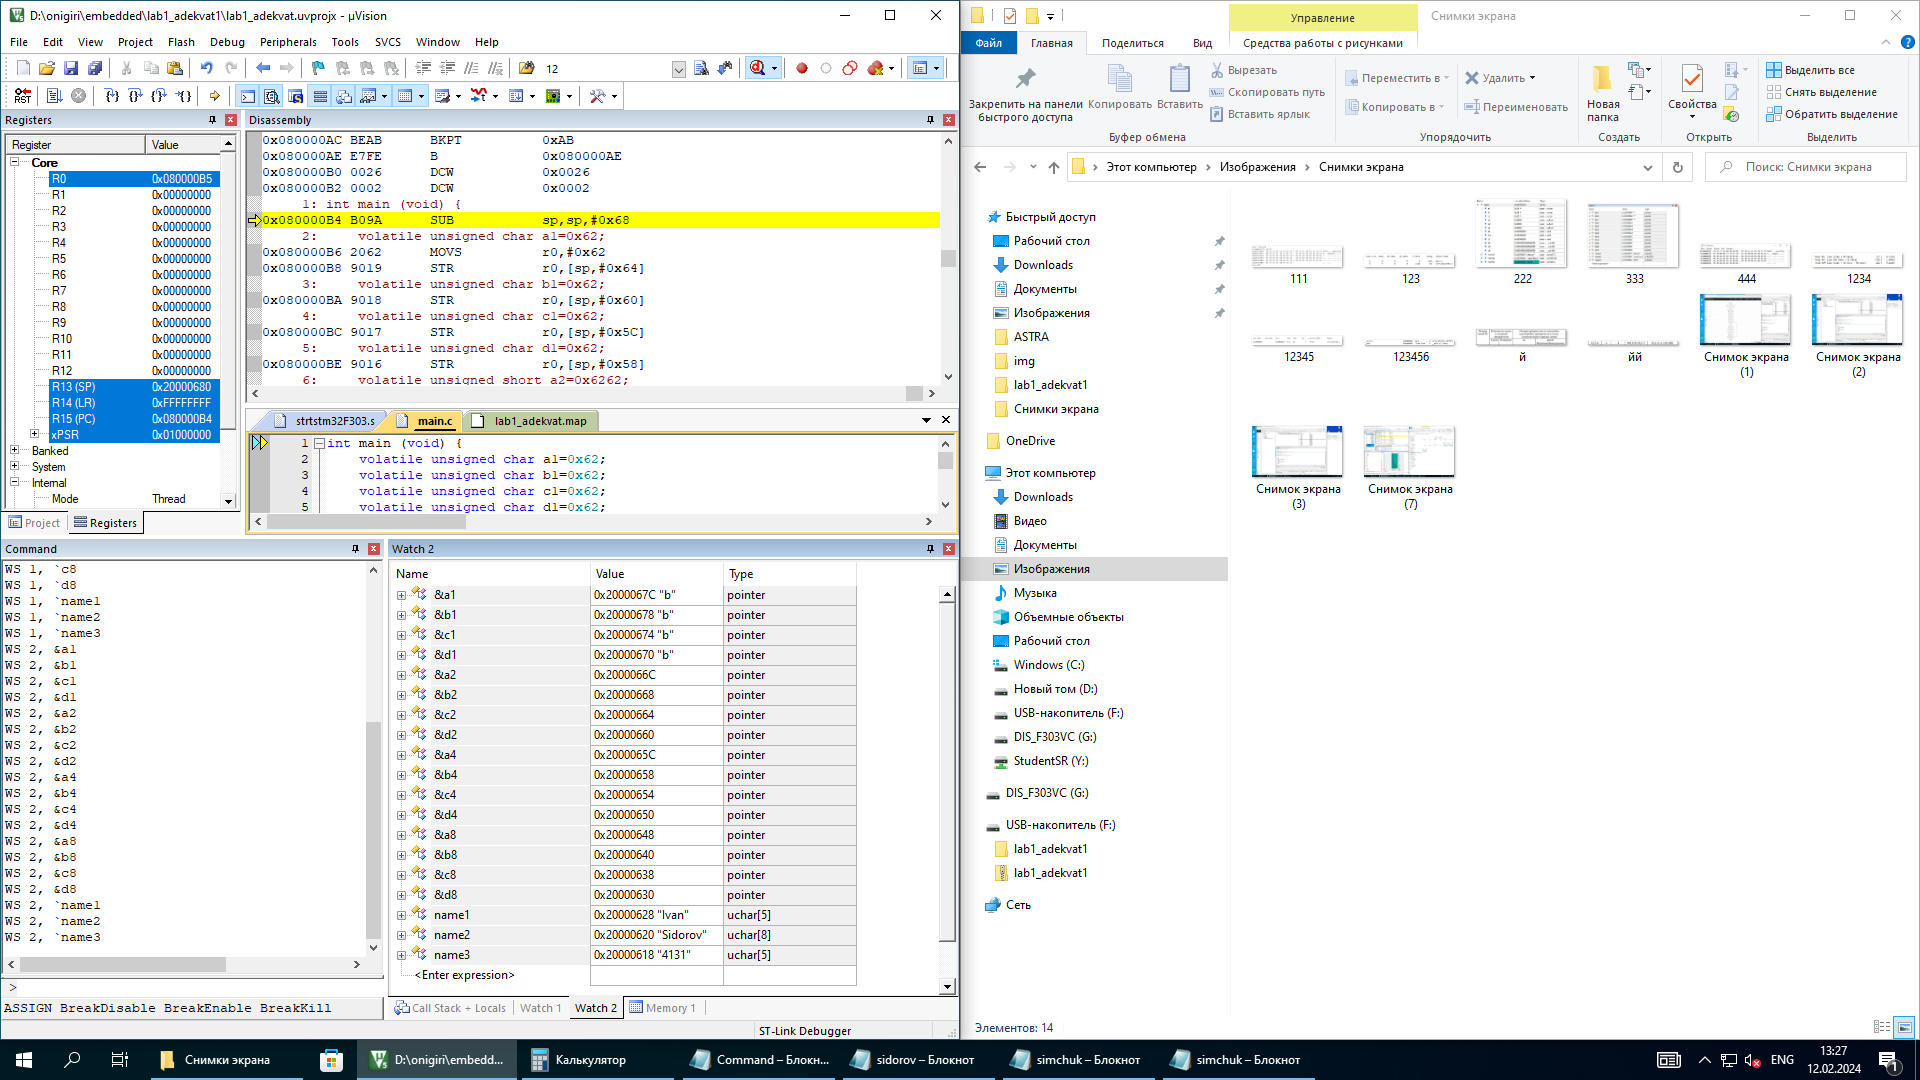 D:\onigiri\embedded\lab1_adekvat1\lab1_adekvat.uvprojx - µVision
File Edit View Project Flash Debug Peripherals Tools SVCS Window Help
12
RST
Registers
Register Value
Core
R0 0x080000B5
R1 0x00000000
R2 0x00000000
R3 0x00000000
R4 0x00000000
R5 0x00000000
R6 0x00000000
R7 0x00000000
R8 0x00000000
R9 0x00000000
R10 0x00000000
R11 0x00000000
R12 0x00000000
R13 (SP) 0x20000680
R14 (LR) 0xFFFFFFFF
R15 (PC) 0x080000B4
xPSR 0x01000000
Banked
System
Internal
Mode Thread
Project Registers
Disassembly
0x080000AC BEAB BKPT 0xAB
0x080000AE E7FE B 0x080000AE
0x080000B0 0026 DCW 0x0026
0x080000B2 0002 DCW 0x0002
1: int main (void) {
0x080000B4 B09A SUB sp,sp,#0x68
2: volatile unsigned char a1=0x62;
0x080000B6 2062 MOVS r0,#0x62
0x080000B8 9019 STR r0,[sp,#0x64]
3: volatile unsigned char b1=0x62;
0x080000BA 9018 STR r0,[sp,#0x60]
4: volatile unsigned char c1=0x62;
0x080000BC 9017 STR r0,[sp,#0x5C]
5: volatile unsigned char d1=0x62;
0x080000BE 9016 STR r0,[sp,#0x58]
6: volatile unsigned short a2=0x6262;
strtstm32F303.s main.c lab1_adekvat.map
1 int main (void) {
2 volatile unsigned char a1=0x62;
3 volatile unsigned char b1=0x62;
4 volatile unsigned char c1=0x62;
5 volatile unsigned char d1=0x62;
Command
WS 1, `c8
WS 1, `d8
WS 1, `name1
WS 1, `name2
WS 1, `name3
WS 2, &a1
WS 2, &b1
WS 2, &c1
WS 2, &d1
WS 2, &a2
WS 2, &b2
WS 2, &c2
WS 2, &d2
WS 2, &a4
WS 2, &b4
WS 2, &c4
WS 2, &d4
WS 2, &a8
WS 2, &b8
WS 2, &c8
WS 2, &d8
WS 2, `name1
WS 2, `name2
WS 2, `name3
>
ASSIGN BreakDisable BreakEnable BreakKill
Watch 2
Name Value Type
&a1 0x2000067C "b" pointer
&b1 0x20000678 "b" pointer
&c1 0x20000674 "b" pointer
&d1 0x20000670 "b" pointer
&a2 0x2000066C pointer
&b2 0x20000668 pointer
&c2 0x20000664 pointer
&d2 0x20000660 pointer
&a4 0x2000065C pointer
&b4 0x20000658 pointer
&c4 0x20000654 pointer
&d4 0x20000650 pointer
&a8 0x20000648 pointer
&b8 0x20000640 pointer
&c8 0x20000638 pointer
&d8 0x20000630 pointer
name1 0x20000628 "Ivan" uchar[5]
name2 0x20000620 "Sidorov" uchar[8]
name3 0x20000618 "4131" uchar[5]
<Enter expression>
Call Stack + Locals Watch 1 Watch 2 Memory 1
ST-Link Debugger
Управление Снимки экрана
Файл Главная Поделиться Вид Средства работы с рисунками
Закрепить на панели быстрого доступа
Копировать
Вставить
Вырезать
Скопировать путь
Вставить ярлык
Буфер обмена
Переместить в
Копировать в
Удалить
Переименовать
Упорядочить
Новая папка
Создать
Свойства
Открыть
Выделить все
Снять выделение
Обратить выделение
Выделить
Этот компьютер > Изображения > Снимки экрана
Поиск: Снимки экрана
Быстрый доступ
Рабочий стол
Downloads
Документы
Изображения
ASTRA
img
lab1_adekvat1
Снимки экрана
OneDrive
Этот компьютер
Downloads
Видео
Документы
Изображения
Музыка
Объемные объекты
Рабочий стол
Windows (C:)
Новый том (D:)
USB-накопитель (F:)
DIS_F303VC (G:)
StudentSR (Y:)
DIS_F303VC (G:)
USB-накопитель (F:)
lab1_adekvat1
lab1_adekvat1
Сеть
111 123 222 333 444 1234
12345 123456 й йй Снимок экрана (1) Снимок экрана (2)
Снимок экрана (3) Снимок экрана (7)
Элементов: 14
Снимки экрана D:\onigiri\embedd... Калькулятор Command – Блокн... sidorov – Блокнот simchuk – Блокнот simchuk – Блокнот
ENG 13:27
12.02.2024
1